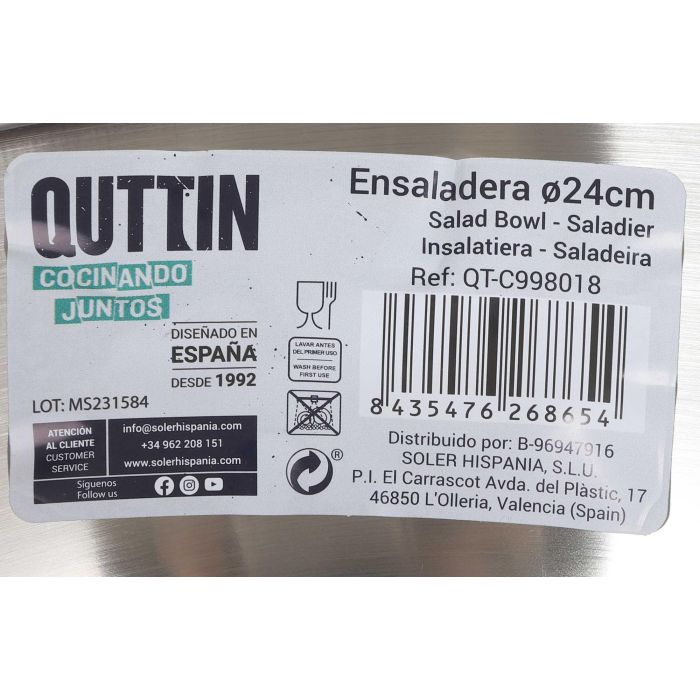 QUTTIN
COCINANDO
JUNTOS
DISEÑADO EN
ESPAÑA
DESDE 1992
LOT: MS231584
ATENCIÓN
AL CLIENTE
CUSTOMER
SERVICE
info@solerhispania.com
+34 962 208 151
www.solerhispania.com
Síguenos
Follow us
LAVAR ANTES
DEL PRIMER USO
WASH BEFORE
FIRST USE
®
Ensaladera ø24cm
Salad Bowl - Saladier
Insalatiera - Saladeira
Ref: QT-C998018
8 435476 268654
Distribuido por: B-96947916
SOLER HISPANIA, S.L.U.
P.I. El Carrascot Avda. del Plàstic, 17
46850 L'Olleria, Valencia (Spain)